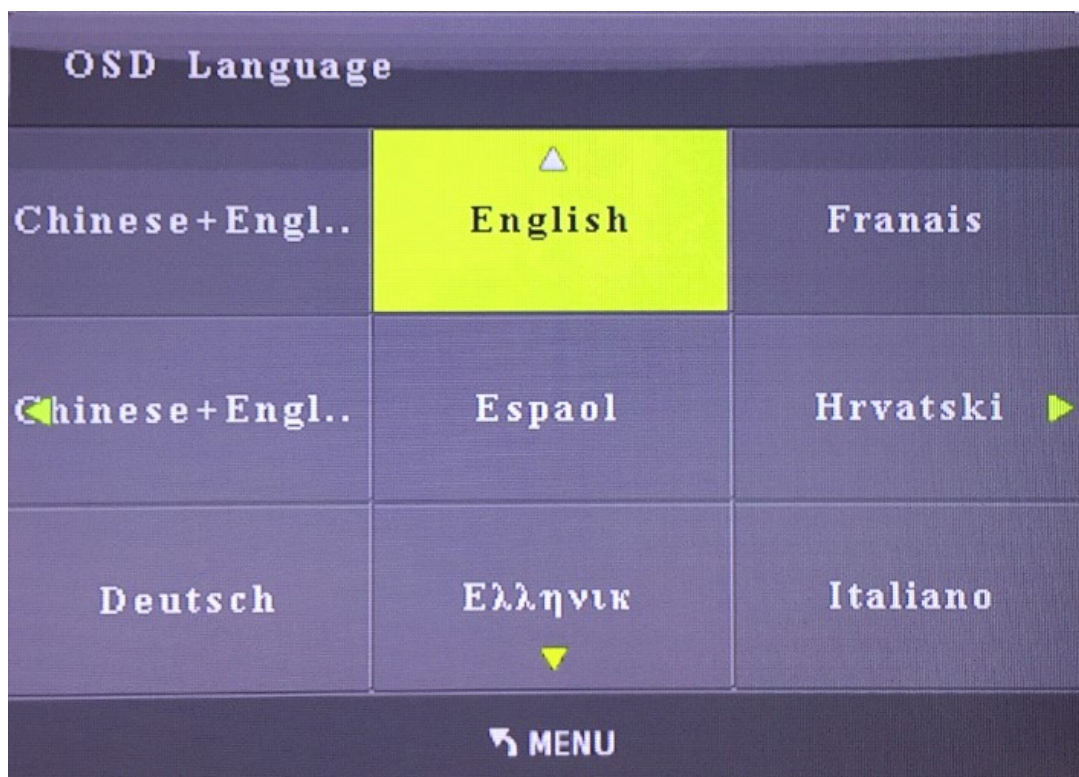 OSD Language
Chinese+Engl..
English
Franais
Chinese+Engl..
Espaol
Hrvatski
Deutsch
Ελληνικ
Italiano
MENU